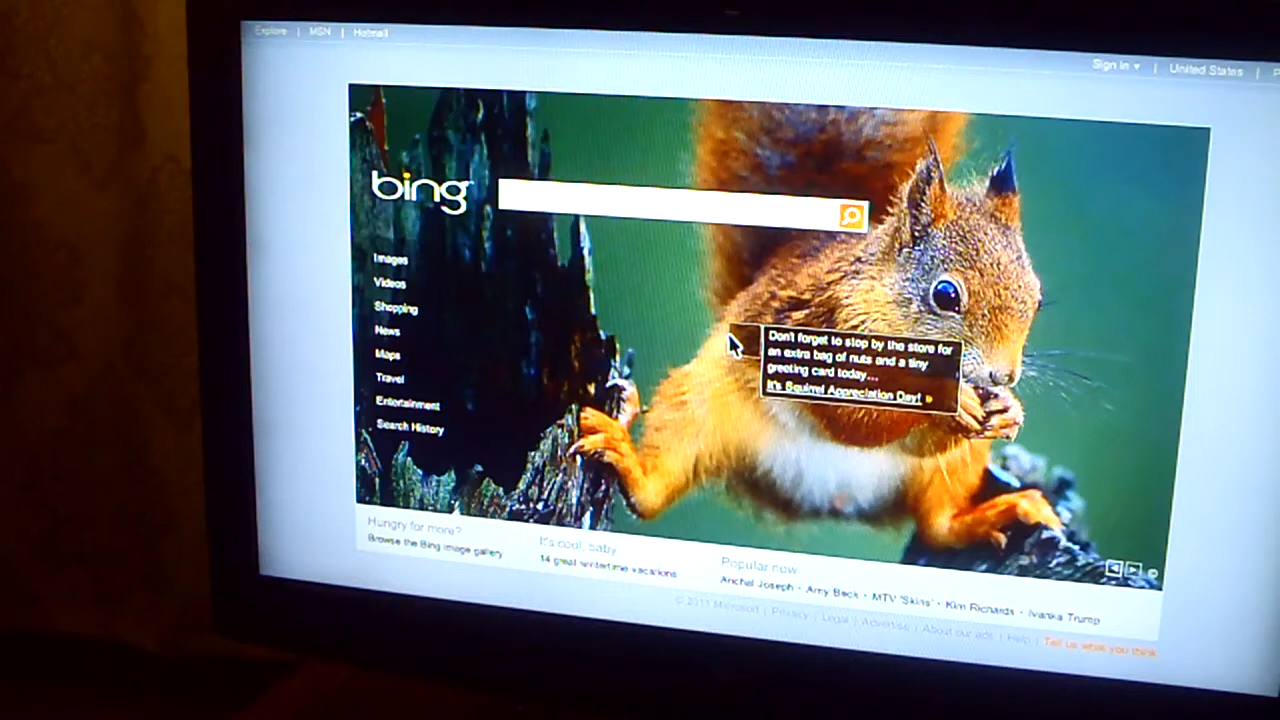 Explore | MSN | Hotmail
Sign in | United States |
bing
Images
Videos
Shopping
News
Maps
Travel
Entertainment
Search History
Don't forget to stop by the store for
an extra bag of nuts and a tiny
greeting card today...
It's Squirrel Appreciation Day! »
Hungry for more?
Browse the Bing image gallery
It's cool, baby
14 great wintertime vacations
Popular now
Anchal Joseph · Amy Beck · MTV 'Skins' · Kim Richards · Ivanka Trump
© 2011 Microsoft | Privacy | Legal | Advertise | About our ads | Help | Tell us what you think